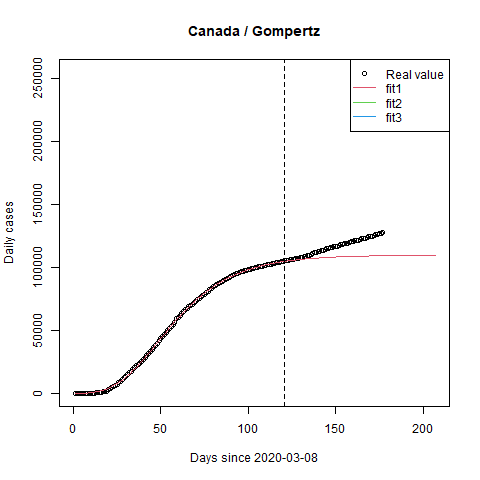 Canada / Gompertz
Real value
fit1
fit2
fit3
Daily cases
0
50000
100000
150000
200000
250000
0
50
100
150
200
Days since 2020-03-08